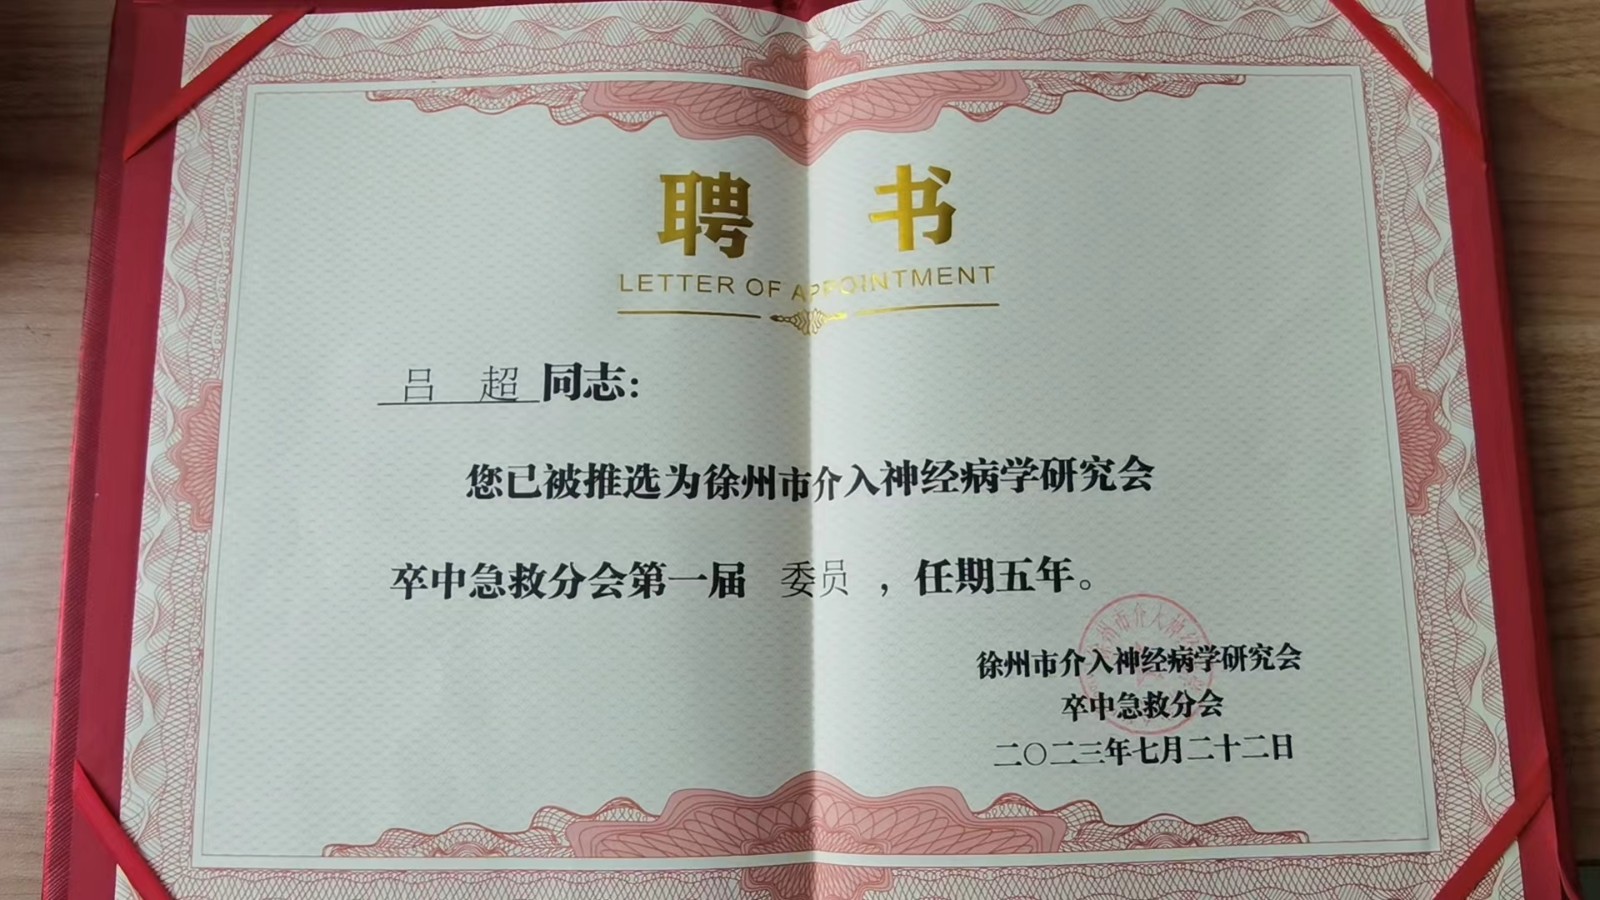 聘书
LETTER OF APPOINTMENT
吕超同志：
您已被推选为徐州市介入神经病学研究会
卒中急救分会第一届 委员 ，任期五年。
徐州市介入神经病学研究会
卒中急救分会
二〇二三年七月二十二日